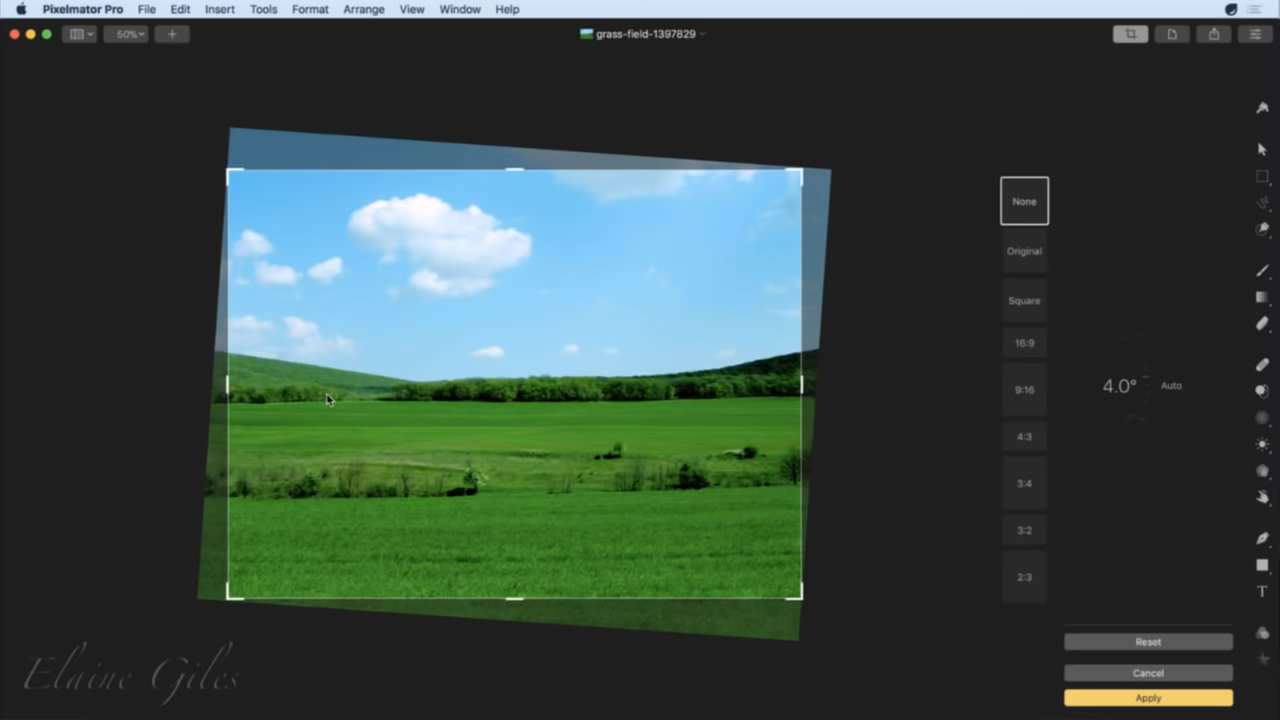 Pixelmator Pro File Edit Insert Tools Format Arrange View Window Help
50%
grass-field-1397829
None
Original
Square
16:9
9:16
4.0° Auto
4:3
3:4
3:2
2:3
Reset
Cancel
Apply
Elaine Giles
T